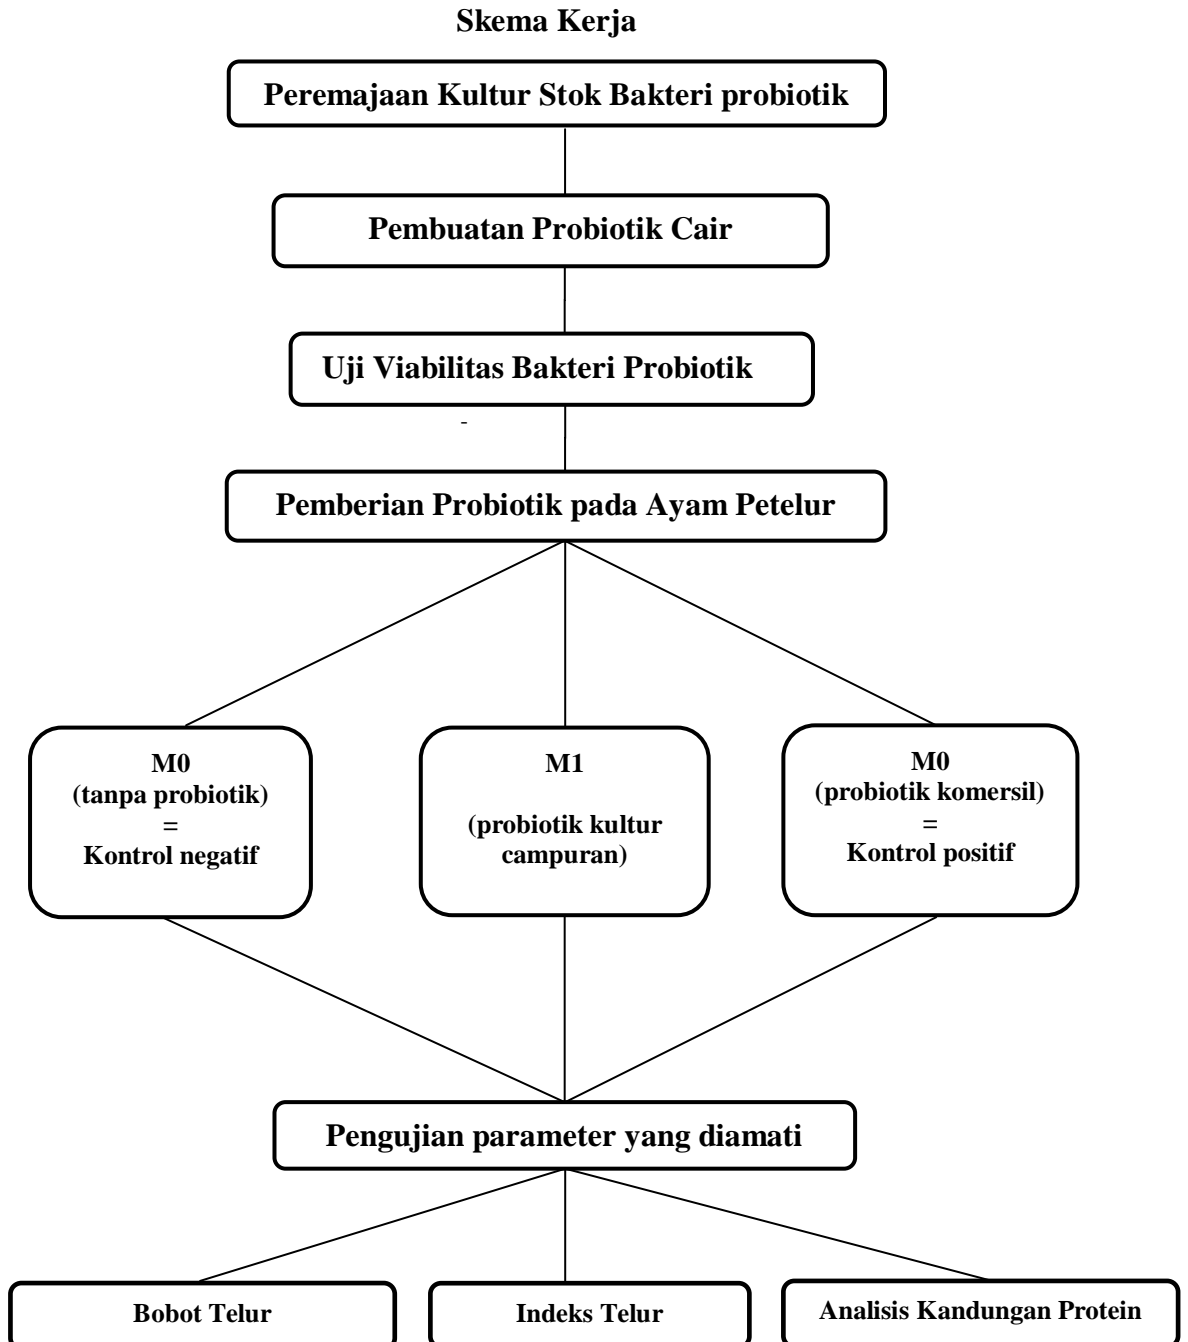 Skema Kerja
Peremajaan Kultur Stok Bakteri probiotik
Pembuatan Probiotik Cair
Uji Viabilitas Bakteri Probiotik
-
Pemberian Probiotik pada Ayam Petelur
M0
(tanpa probiotik)
=
Kontrol negatif
M1
(probiotik kultur
campuran)
M0
(probiotik komersil)
=
Kontrol positif
Pengujian parameter yang diamati
Bobot Telur
Indeks Telur
Analisis Kandungan Protein